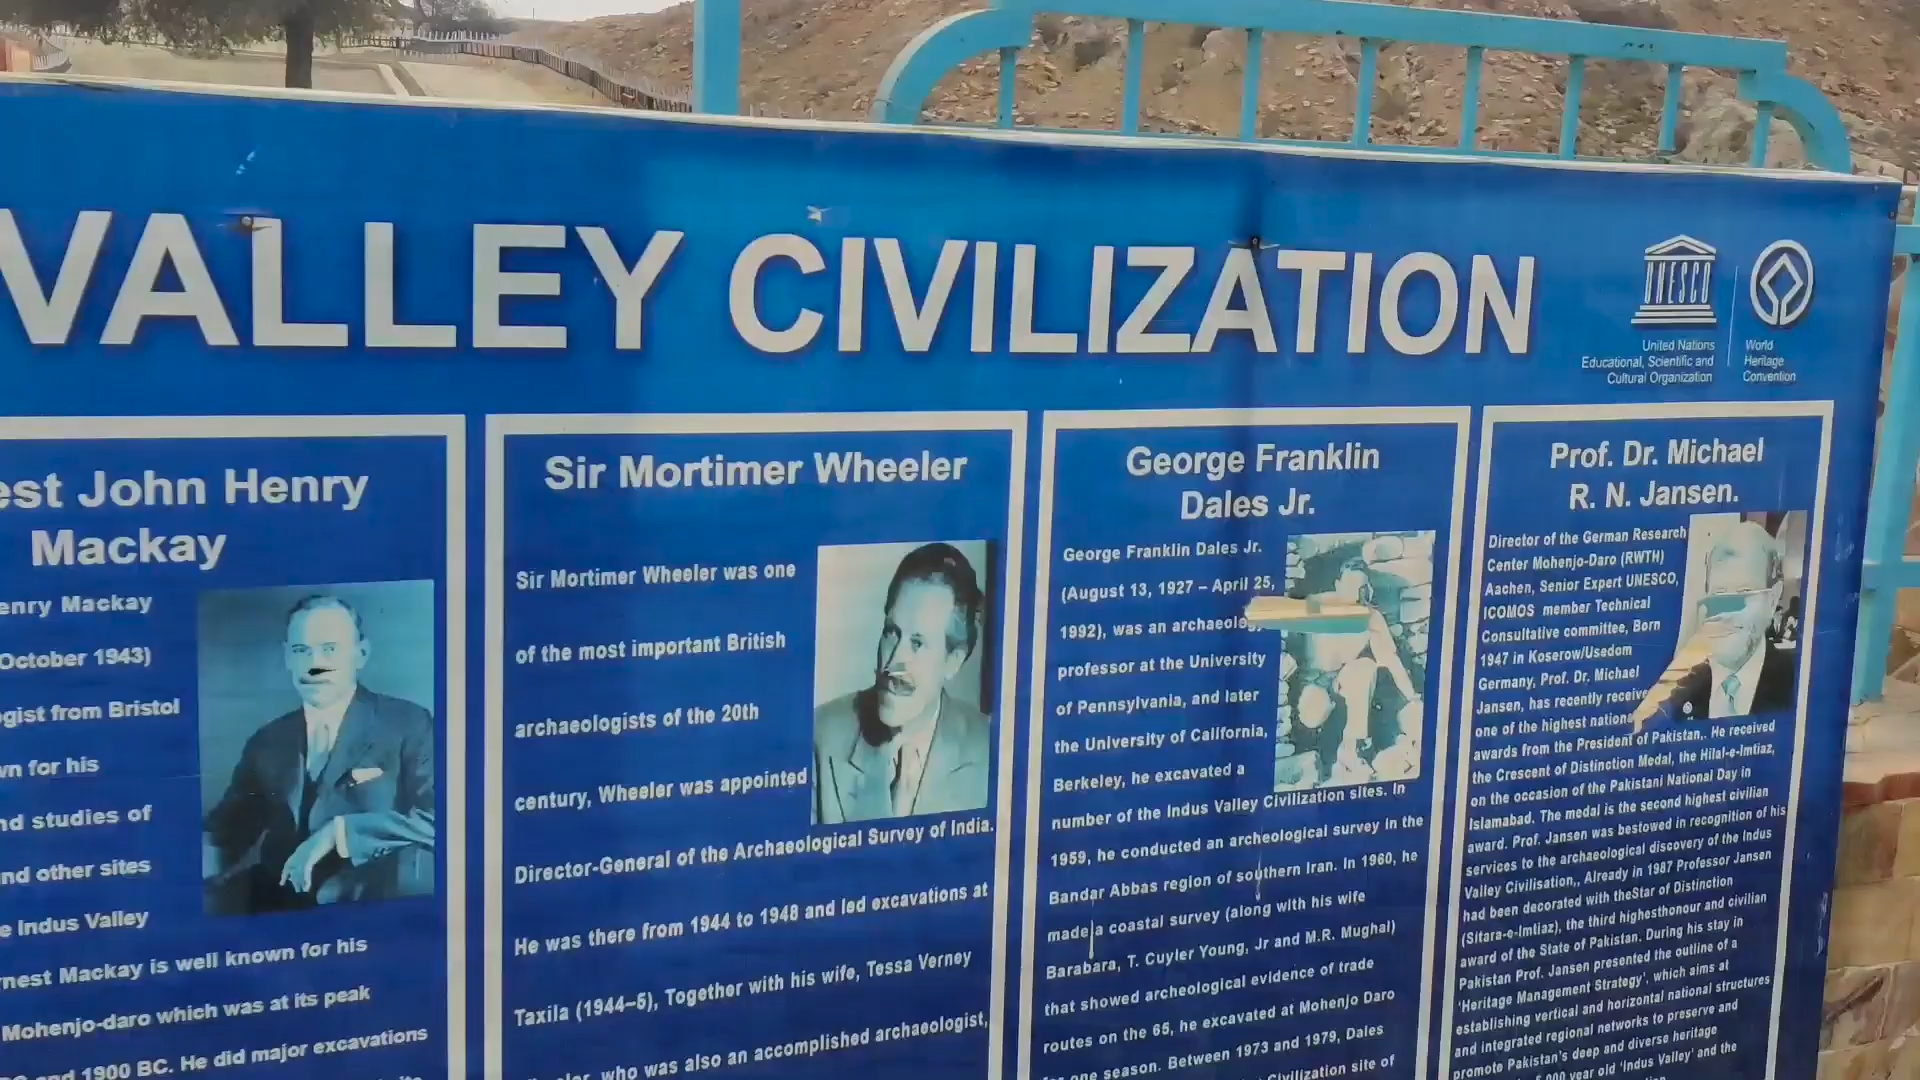 VALLEY CIVILIZATION
UNESCO
United Nations
Educational, Scientific and
Cultural Organization
World
Heritage
Convention
est John Henry
Mackay
enry Mackay
October 1943)
gist from Bristol
wn for his
nd studies of
nd other sites
e Indus Valley
rnest Mackay is well known for his
Mohenjo-daro which was at its peak
and 1900 BC. He did major excavations
Sir Mortimer Wheeler
Sir Mortimer Wheeler was one
of the most important British
archaeologists of the 20th
century, Wheeler was appointed
Director-General of the Archaeological Survey of India.
He was there from 1944 to 1948 and led excavations at
Taxila (1944–5), Together with his wife, Tessa Verney
who was also an accomplished archaeologist,
George Franklin
Dales Jr.
George Franklin Dales Jr.
(August 13, 1927 – April 25,
1992), was an archaeolog
professor at the University
of Pennsylvania, and later
the University of California,
Berkeley, he excavated a
number of the Indus Valley Civilization sites. In
1959, he conducted an archeological survey in the
Bandar Abbas region of southern Iran. In 1960, he
made a coastal survey (along with his wife
Barabara, T. Cuyler Young, Jr and M.R. Mughal)
that showed archeological evidence of trade
routes on the 65, he excavated at Mohenjo Daro
one season. Between 1973 and 1979, Dales
Civilization site of
Prof. Dr. Michael
R. N. Jansen.
Director of the German Research
Center Mohenjo-Daro (RWTH)
Aachen, Senior Expert UNESCO,
ICOMOS member Technical
Consultative committee, Born
1947 in Koserow/Usedom
Germany, Prof. Dr. Michael
Jansen, has recently receive
one of the highest nation
awards from the President of Pakistan,. He received
the Crescent of Distinction Medal, the Hilal-e-Imtiaz,
on the occasion of the Pakistani National Day in
Islamabad. The medal is the second highest civilian
award. Prof. Jansen was bestowed in recognition of his
services to the archaeological discovery of the Indus
Valley Civilisation,, Already in 1987 Professor Jansen
had been decorated with theStar of Distinction
(Sitara-e-Imtiaz), the third highesthonour and civilian
award of the State of Pakistan. During his stay in
Pakistan Prof. Jansen presented the outline of a
'Heritage Management Strategy', which aims at
establishing vertical and horizontal national structures
and integrated regional networks to preserve and
promote Pakistan's deep and diverse heritage
000 year old 'Indus Valley' and the